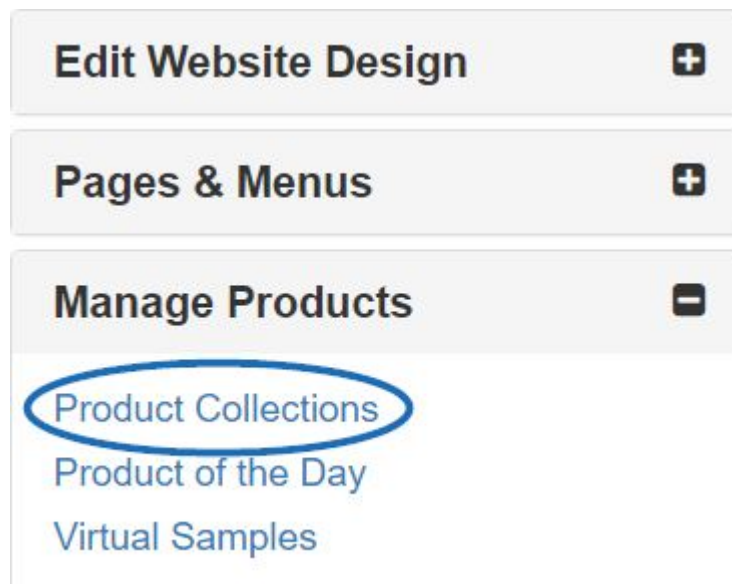 Edit Website Design
Pages & Menus
Manage Products
Product Collections
Product of the Day
Virtual Samples